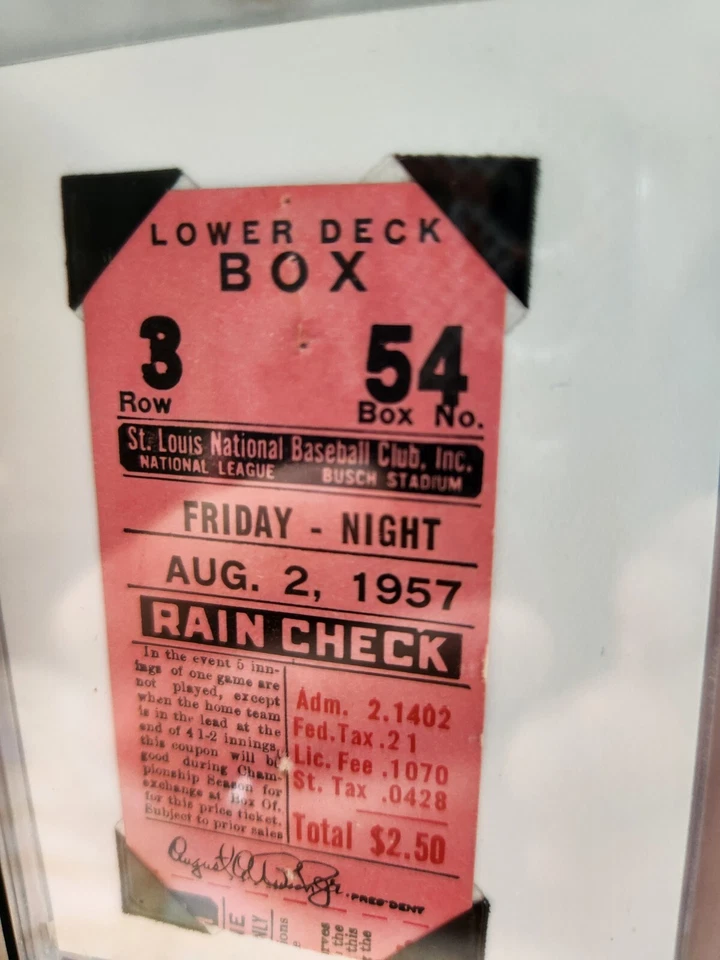 LOWER DECK
BOX
3 54
Row Box No.
St. Louis National Baseball Club, Inc.
NATIONAL LEAGUE BUSCH STADIUM
FRIDAY - NIGHT
AUG. 2, 1957
RAIN CHECK
In the event 5 inn-
ings of one game are
not played, except
when the home team
is in the lead at the
end of 4 1-2 innings,
this coupon will be
good during Cham-
pionship Season for
exchange at Box Of.
for this price ticket.
Subject to prior sales
Adm. 2.1402
Fed.Tax .21
Lic. Fee .1070
St. Tax .0428
Total $2.50
PRESIDENT
the
this
the